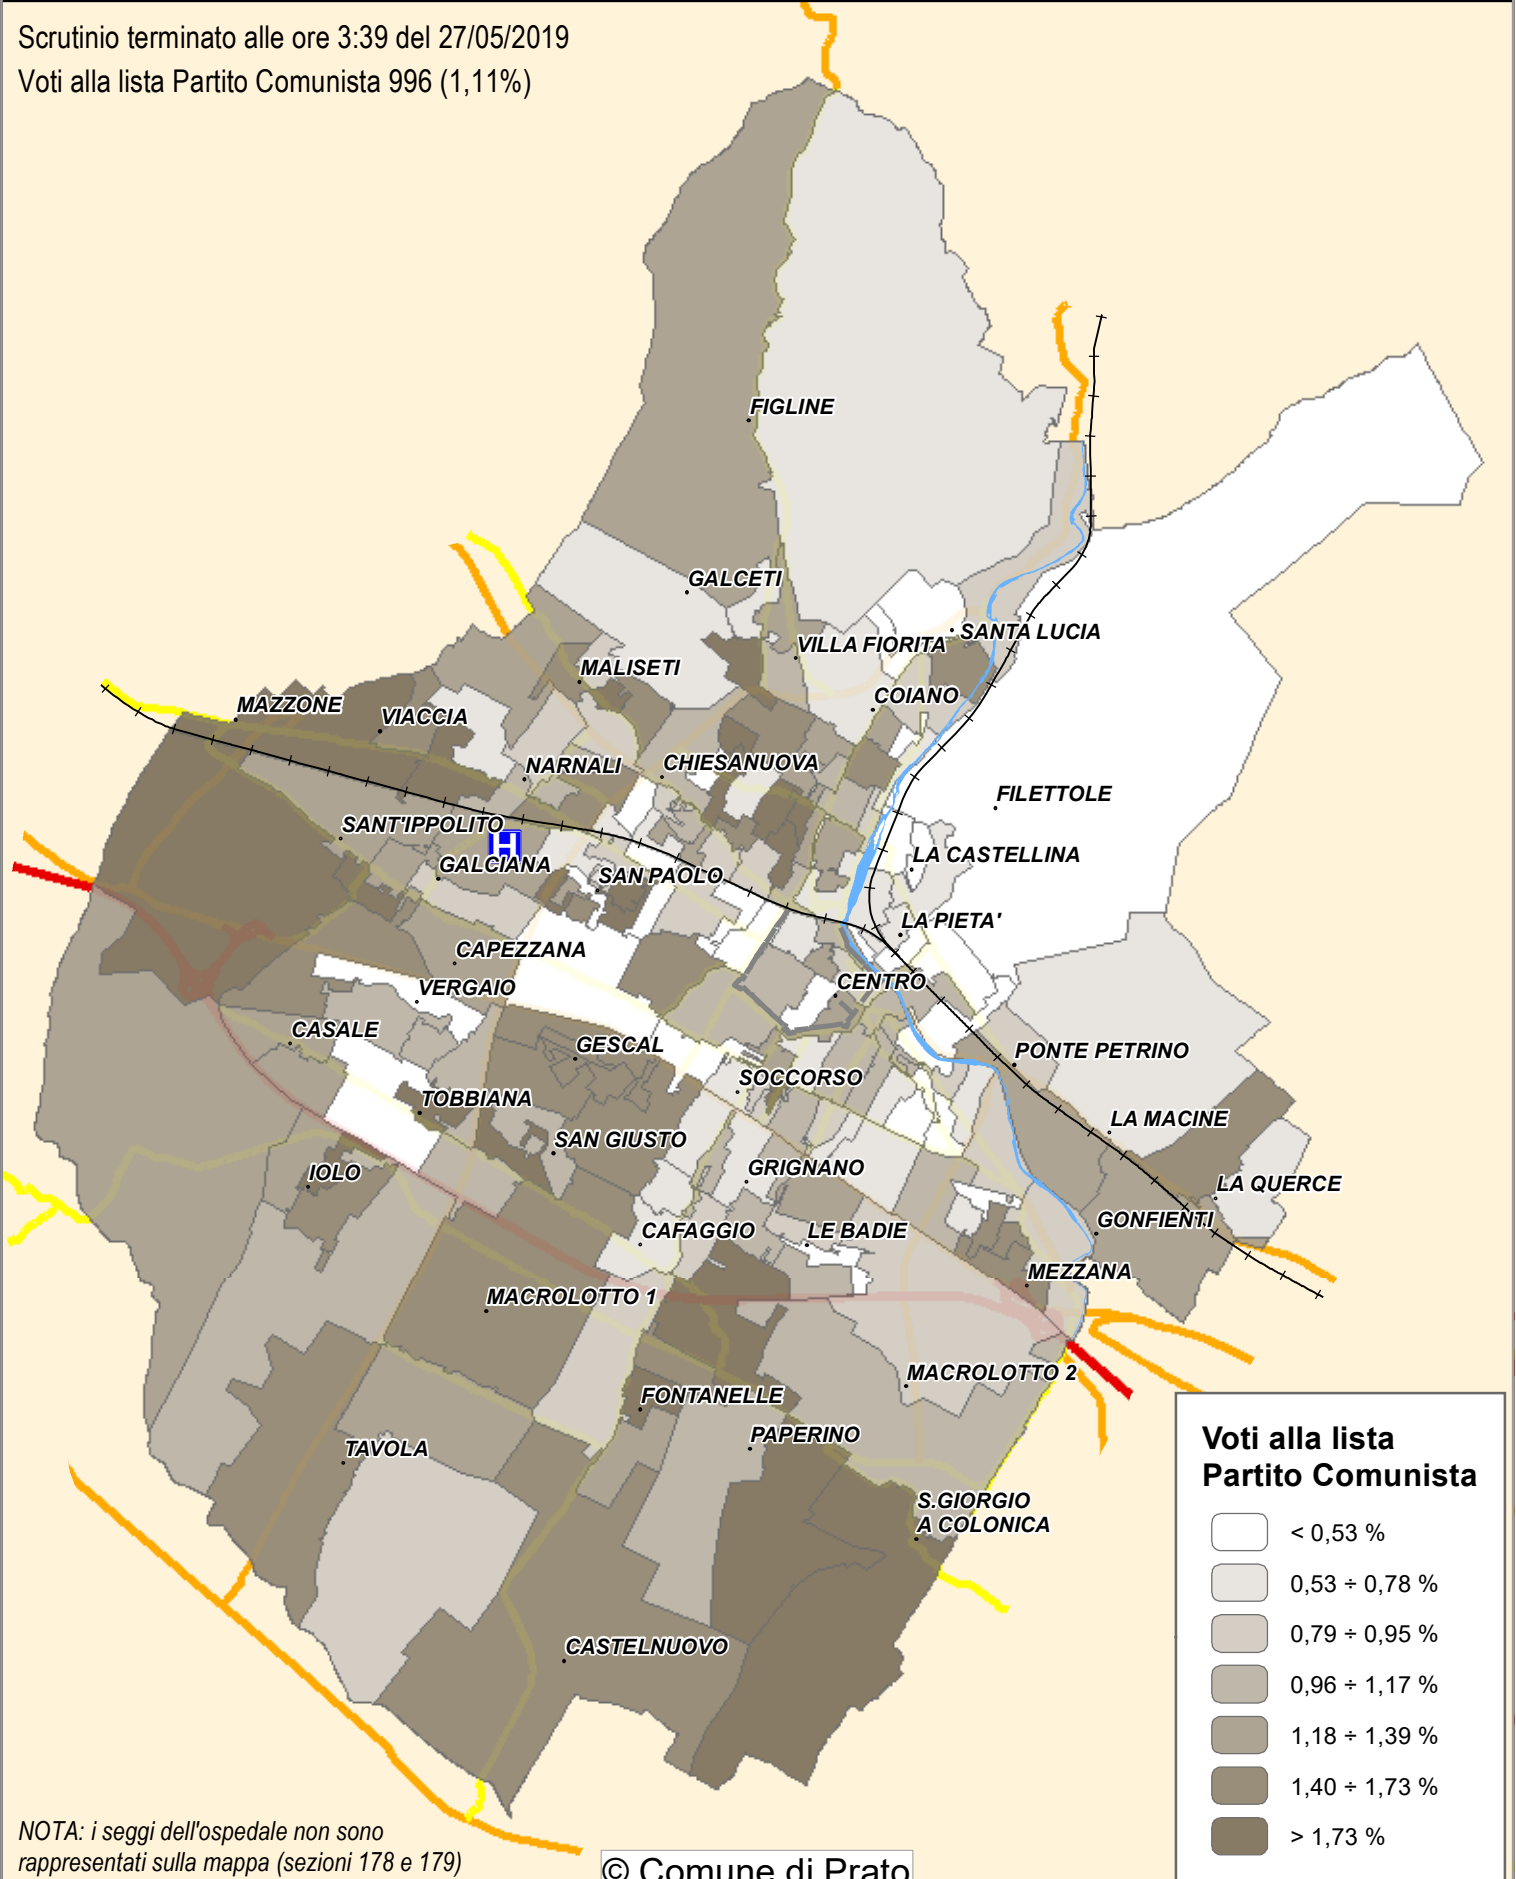 Scrutinio terminato alle ore 3:39 del 27/05/2019
Voti alla lista Partito Comunista 996 (1,11%)
FIGLINE
GALCETI
SANTA LUCIA
VILLA FIORITA
MALISETI
COIANO
MAZZONE
VIACCIA
NARNALI
CHIESANUOVA
FILETTOLE
SANT'IPPOLITO
H
GALCIANA
SAN PAOLO
LA CASTELLINA
LA PIETA'
CAPEZZANA
VERGAIO
CENTRO
CASALE
GESCAL
PONTE PETRINO
SOCCORSO
TOBBIANA
LA MACINE
SAN GIUSTO
IOLO
GRIGNANO
LA QUERCE
CAFAGGIO
LE BADIE
GONFIENTI
MEZZANA
MACROLOTTO 1
MACROLOTTO 2
FONTANELLE
PAPERINO
TAVOLA
S.GIORGIO
A COLONICA
CASTELNUOVO
Voti alla lista
Partito Comunista
< 0,53 %
0,53 ÷ 0,78 %
0,79 ÷ 0,95 %
0,96 ÷ 1,17 %
1,18 ÷ 1,39 %
1,40 ÷ 1,73 %
> 1,73 %
NOTA: i seggi dell'ospedale non sono
rappresentati sulla mappa (sezioni 178 e 179)
© Comune di Prato